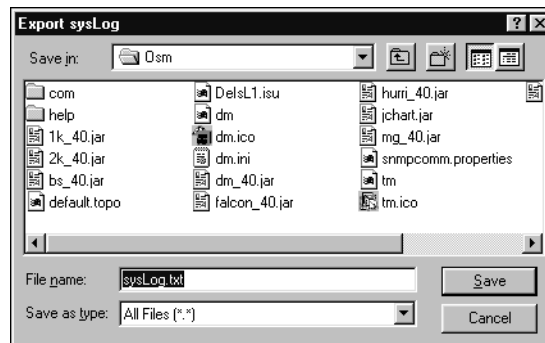 Export sysLog
Save in: Osm
com
help
1k_40.jar
2k_40.jar
bs_40.jar
default.topo
DelsL1.isu
dm
dm.ico
dm.ini
dm_40.jar
falcon_40.jar
hurri_40.jar
jchart.jar
mg_40.jar
snmpcomm.properties
tm
tm.ico
File name: sysLog.txt Save
Save as type: All Files (*.*) Cancel